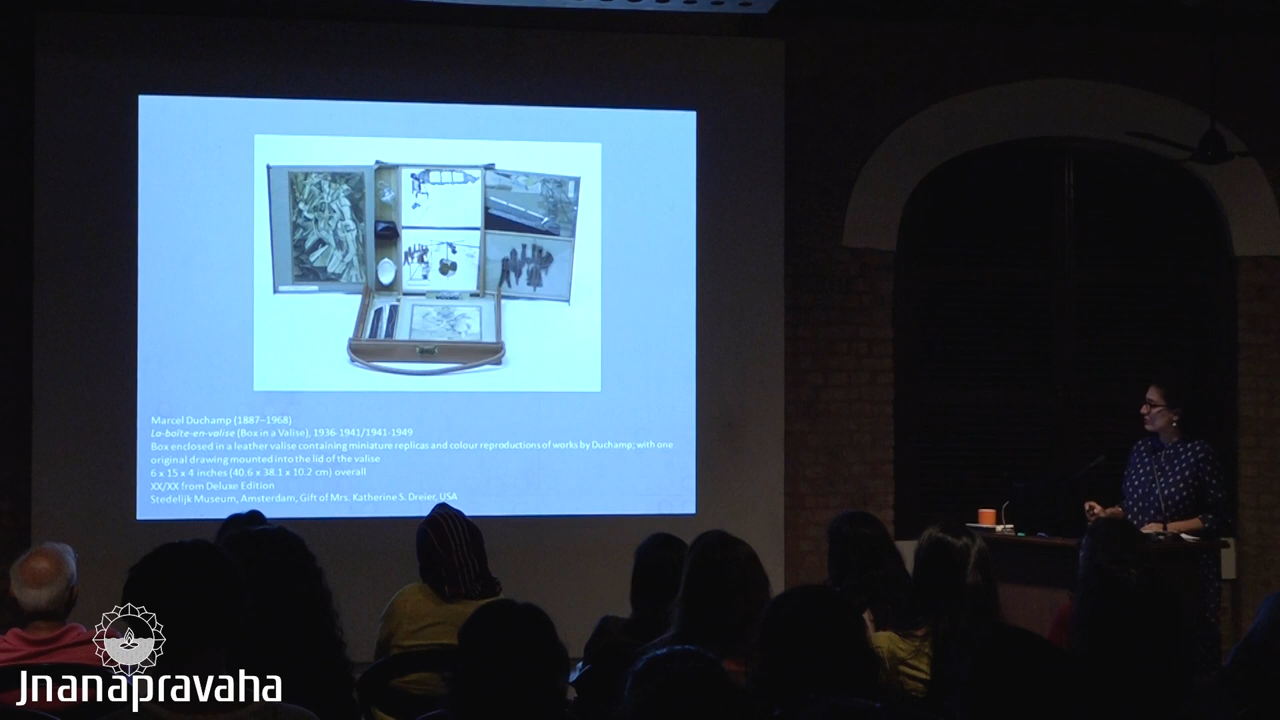 Marcel Duchamp (1887–1968)
La-boîte-en-valise (Box in a Valise), 1936-1941/1941-1949
Box enclosed in a leather valise containing miniature replicas and colour reproductions of works by Duchamp; with one
original drawing mounted into the lid of the valise
6 x 15 x 4 inches (40.6 x 38.1 x 10.2 cm) overall
XX/XX from Deluxe Edition
Stedelijk Museum, Amsterdam, Gift of Mrs. Katherine S. Dreier, USA
Jnanapravaha